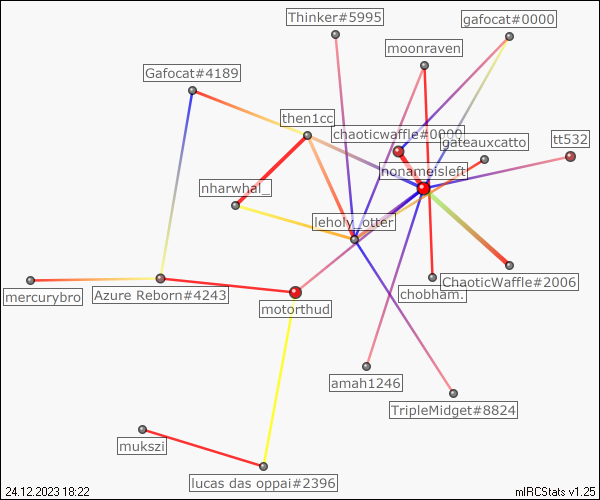 Thinker#5995
gafocat#0000
moonraven
Gafocat#4189
then1cc
chaoticwaffle#0000
gateauxcatto
tt532
nonameisleft
nharwhal_
leholy_otter
ChaoticWaffle#2006
mercurybro
Azure Reborn#4243
chobham.
motorthud
amah1246
TripleMidget#8824
mukszi
lucas das oppai#2396
24.12.2023 18:22
mIRCStats v1.25